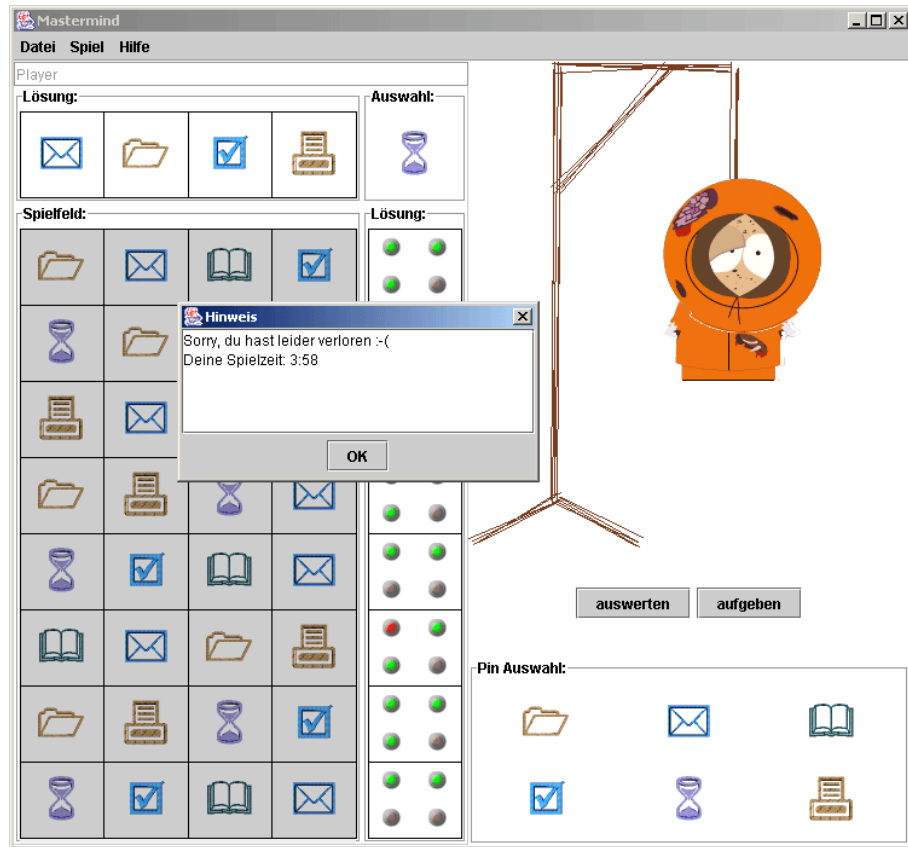 Mastermind
Datei Spiel Hilfe
Player
Lösung:
Auswahl:
Spielfeld:
Lösung:
Hinweis
Sorry, du hast leider verloren :-(
Deine Spielzeit: 3:58
OK
auswerten aufgeben
Pin Auswahl: